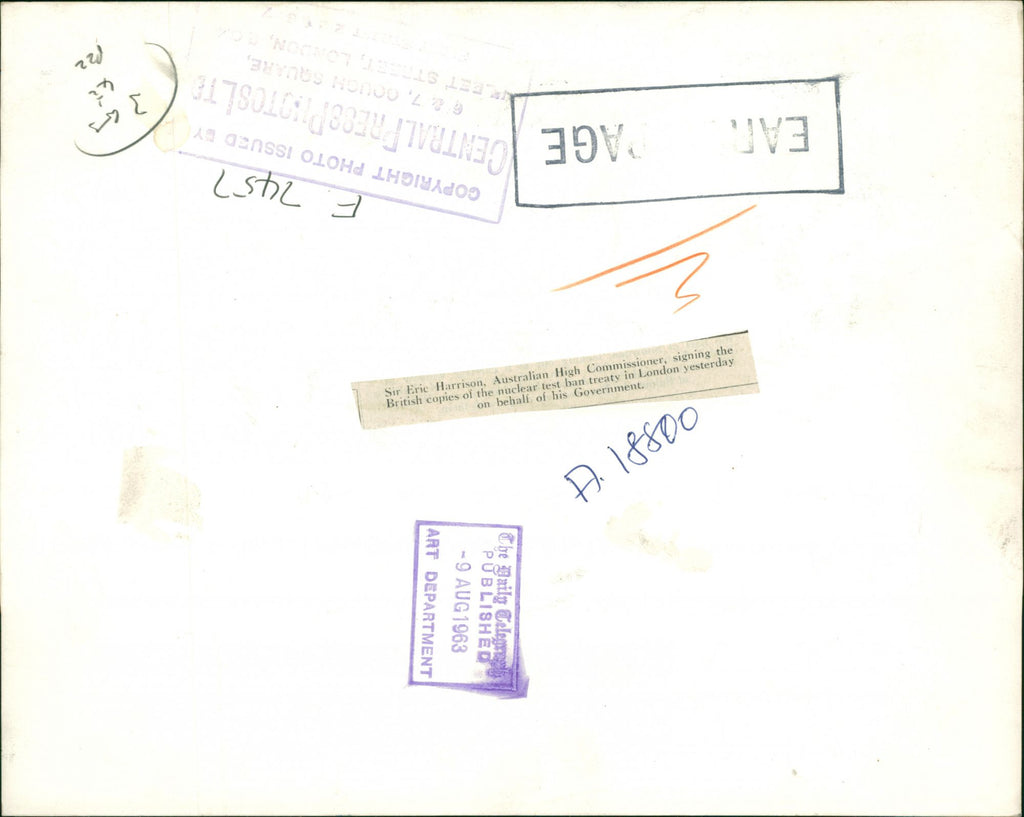 COPYRIGHT PHOTO ISSUED BY
CENTRAL PRESS PHOTOS LTD
6 & 7, GOUGH SQUARE,
FLEET STREET, LONDON, E.C.4
EAR PAGE
E 7457
Sir Eric Harrison, Australian High Commissioner, signing the
British copies of the nuclear test ban treaty in London yesterday
on behalf of his Government.
A. 18800
The Daily Telegraph
PUBLISHED
-9 AUG 1963
ART DEPARTMENT